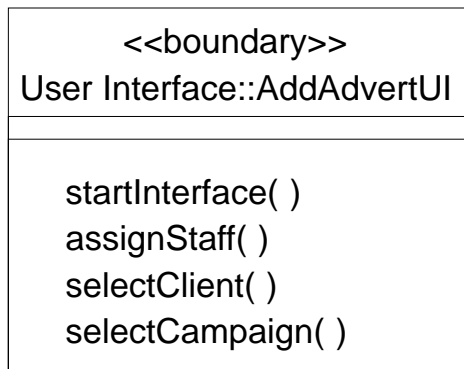 <<boundary>>
User Interface::AddAdvertUI
startInterface( )
assignStaff( )
selectClient( )
selectCampaign( )